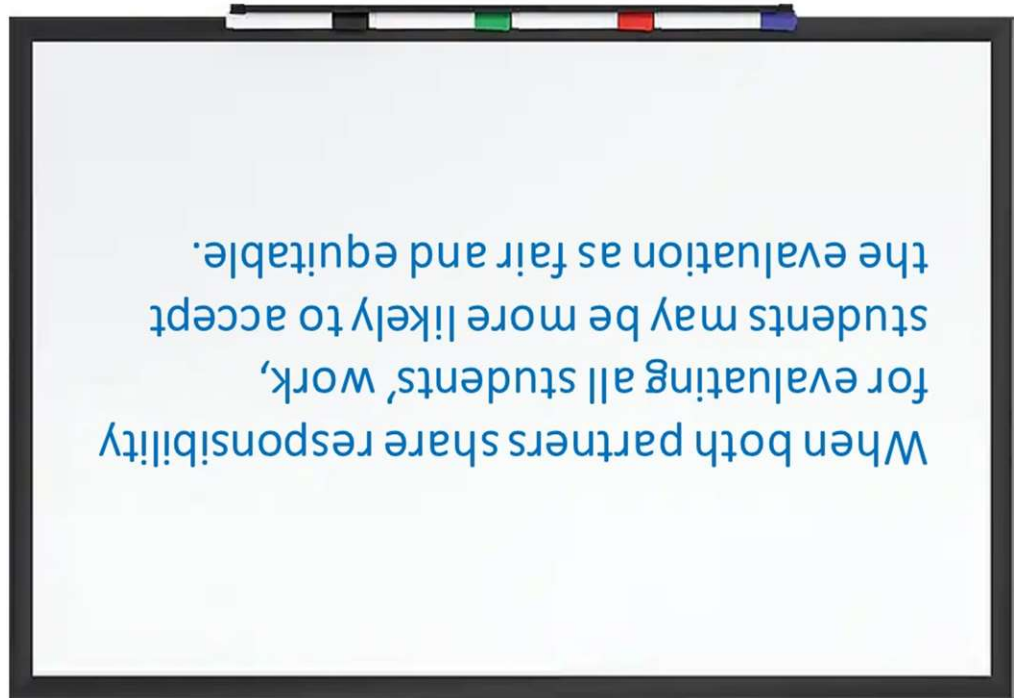 When both partners share responsibility
for evaluating all students’ work,
students may be more likely to accept
the evaluation as fair and equitable.